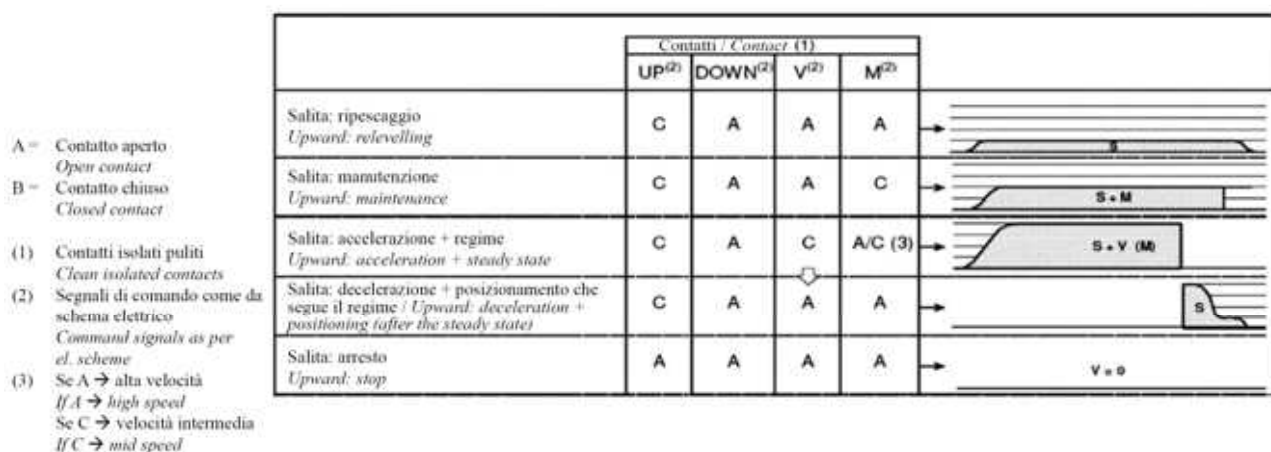 Contatti / Contact (1)
UP(2) DOWN(2) V(2) M(2)
Salita: ripescaggio
Upward: relevelling
C A A A
S
Salita: manutenzione
Upward: maintenance
C A A C
S + M
Salita: accelerazione + regime
Upward: acceleration + steady state
C A C A/C (3)
S + V (M)
Salita: decelerazione + posizionamento che
segue il regime / Upward: deceleration +
positioning (after the steady state)
C A A A
S
Salita: arresto
Upward: stop
A A A A
V = 0
A = Contatto aperto
Open contact
B = Contatto chiuso
Closed contact
(1) Contatti isolati puliti
Clean isolated contacts
(2) Segnali di comando come da
schema elettrico
Command signals as per
el. scheme
(3) Se A → alta velocità
If A → high speed
Se C → velocità intermedia
If C → mid speed